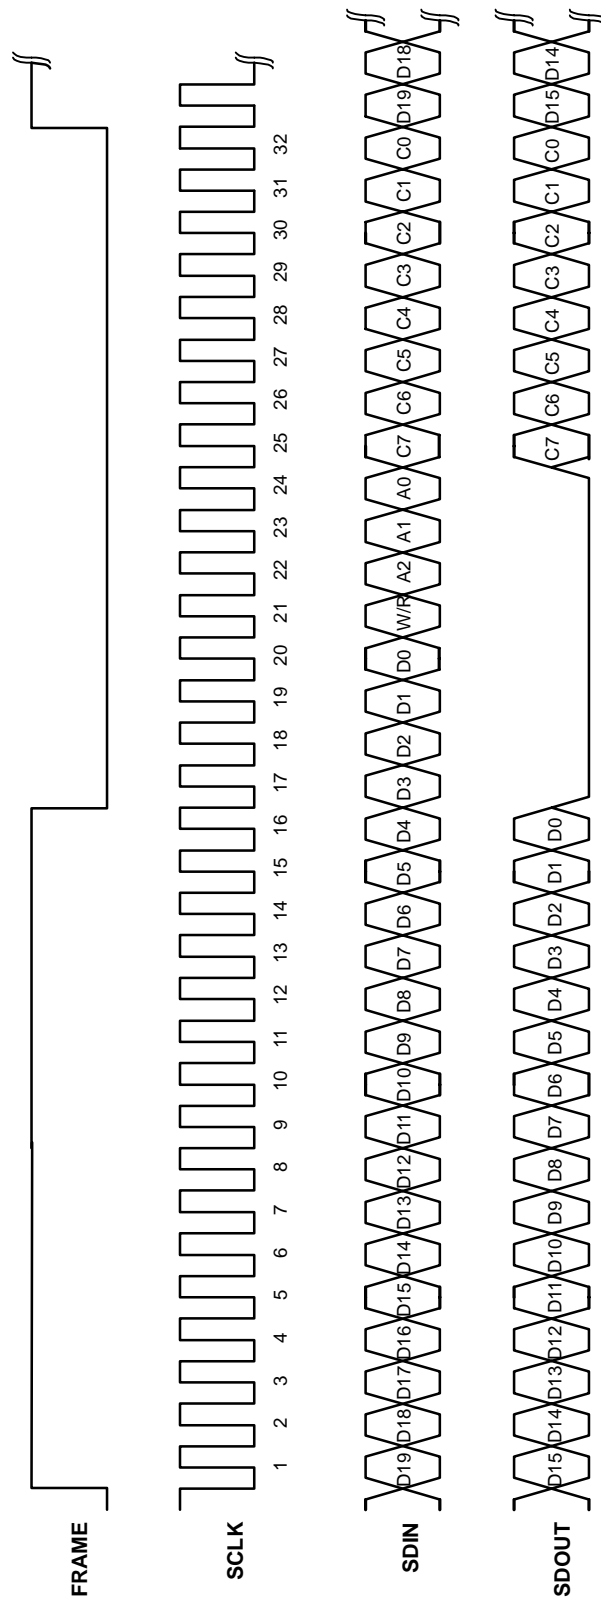 FRAME
SCLK
1 2 3 4 5 6 7 8 9 10 11 12 13 14 15 16 17 18 19 20 21 22 23 24 25 26 27 28 29 30 31 32
SDIN
D19 D18 D17 D16 D15 D14 D13 D12 D11 D10 D9 D8 D7 D6 D5 D4 D3 D2 D1 D0 W/R A2 A1 A0 C7 C6 C5 C4 C3 C2 C1 C0 D19 D18
SDOUT
D15 D14 D13 D12 D11 D10 D9 D8 D7 D6 D5 D4 D3 D2 D1 D0 C7 C6 C5 C4 C3 C2 C1 C0 D15 D14